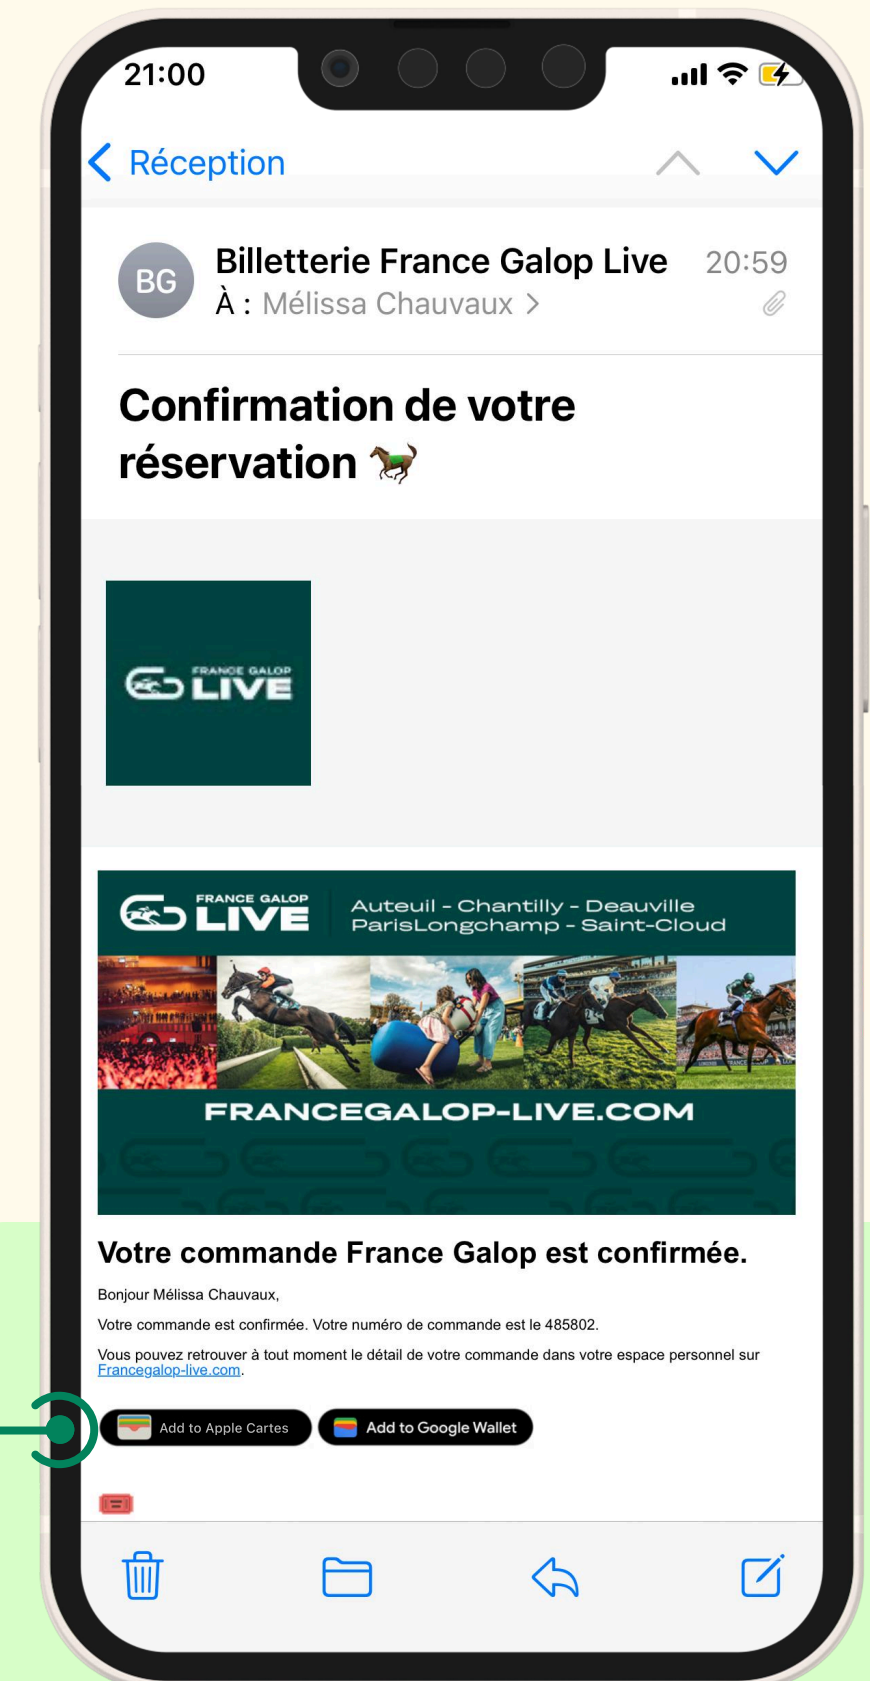 21:00
Réception
BG
Billetterie France Galop Live
20:59
À : Mélissa Chauvaux >
Confirmation de votre
réservation
FRANCE GALOP
LIVE
FRANCE GALOP
LIVE
Auteuil - Chantilly - Deauville
ParisLongchamp - Saint-Cloud
FRANCEGALOP-LIVE.COM
Votre commande France Galop est confirmée.
Bonjour Mélissa Chauvaux,
Votre commande est confirmée. Votre numéro de commande est le 485802.
Vous pouvez retrouver à tout moment le détail de votre commande dans votre espace personnel sur
Francegalop-live.com.
Add to Apple Cartes
Add to Google Wallet